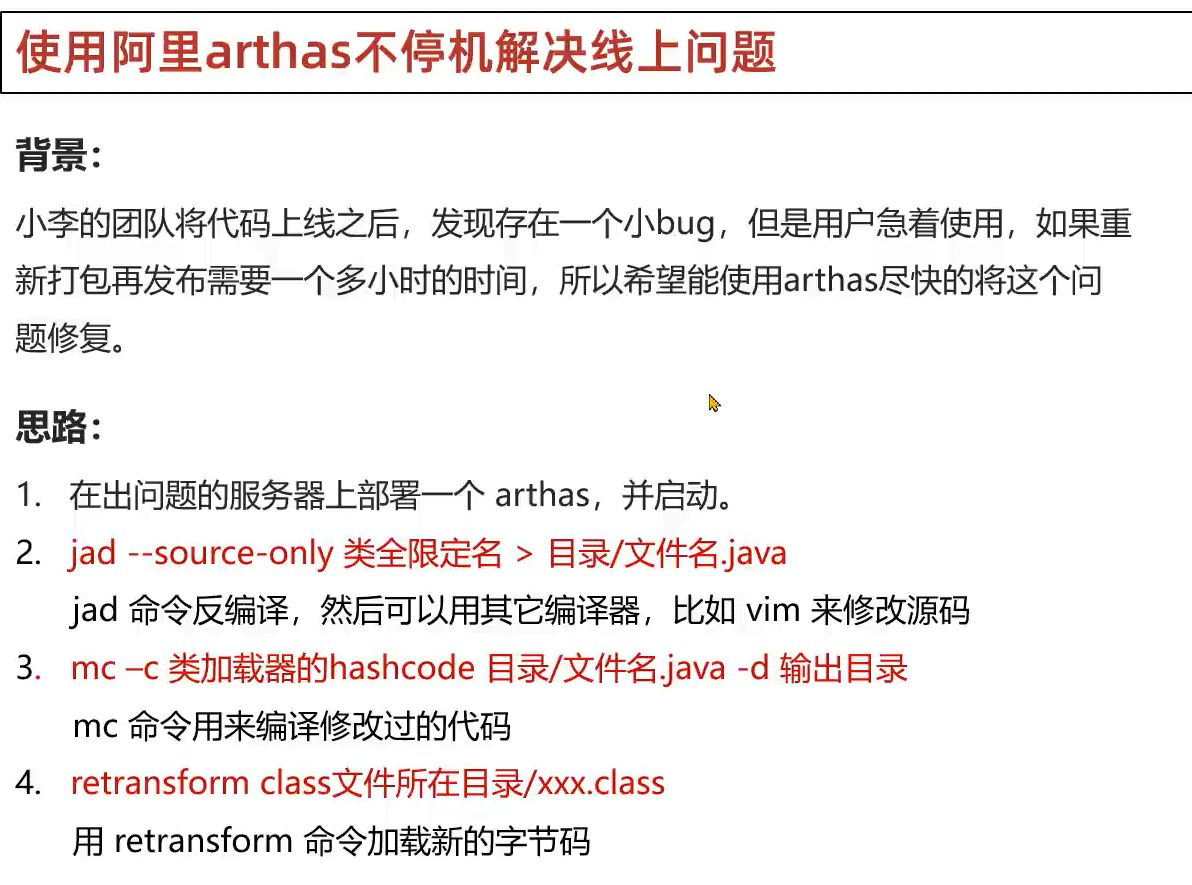 使用阿里arthas不停机解决线上问题
背景：
小李的团队将代码上线之后，发现存在一个小bug，但是用户急着使用，如果重
新打包再发布需要一个多小时的时间，所以希望能使用arthas尽快的将这个问
题修复。
思路：
1. 在出问题的服务器上部署一个 arthas，并启动。
2. jad --source-only 类全限定名 > 目录/文件名.java
jad 命令反编译，然后可以用其它编译器，比如 vim 来修改源码
3. mc –c 类加载器的hashcode 目录/文件名.java -d 输出目录
mc 命令用来编译修改过的代码
4. retransform class文件所在目录/xxx.class
用 retransform 命令加载新的字节码